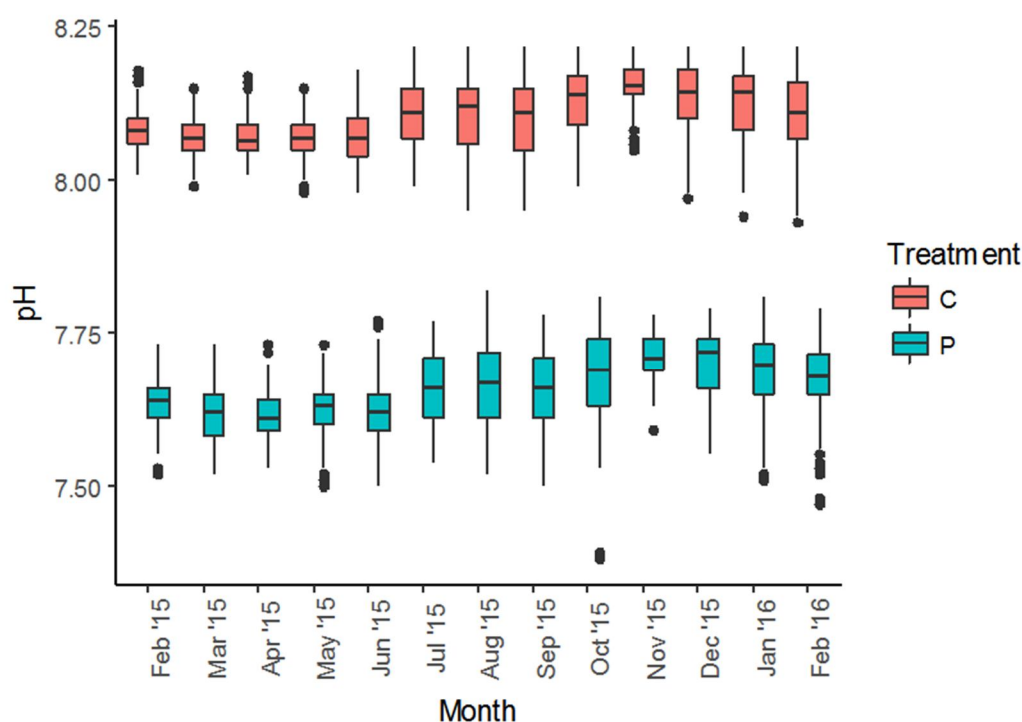 8.25
8.00
7.75
7.50
pH
Feb '15
Mar '15
Apr '15
May '15
Jun '15
Jul '15
Aug '15
Sep '15
Oct '15
Nov '15
Dec '15
Jan '16
Feb '16
Month
Treatment
C
P